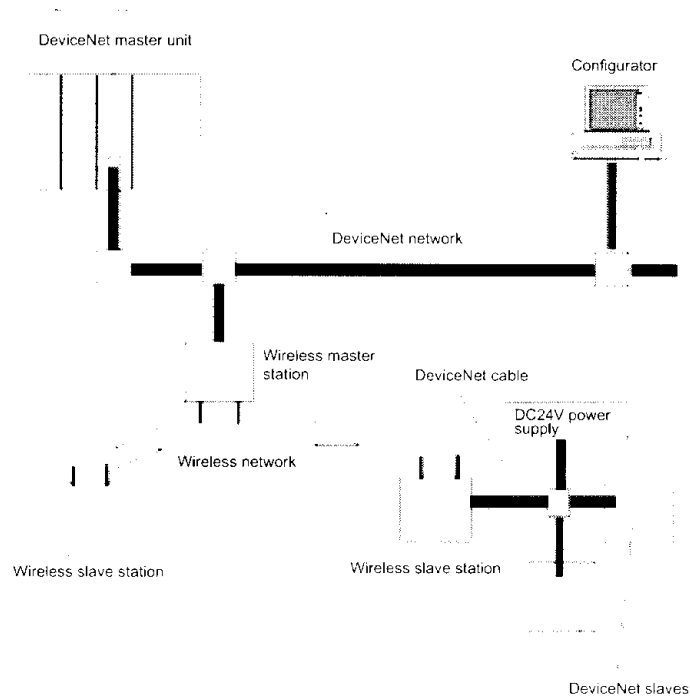 DeviceNet master unit
Configurator
DeviceNet network
Wireless master
station
DeviceNet cable
DC24V power
supply
Wireless network
Wireless slave station
Wireless slave station
DeviceNet slaves